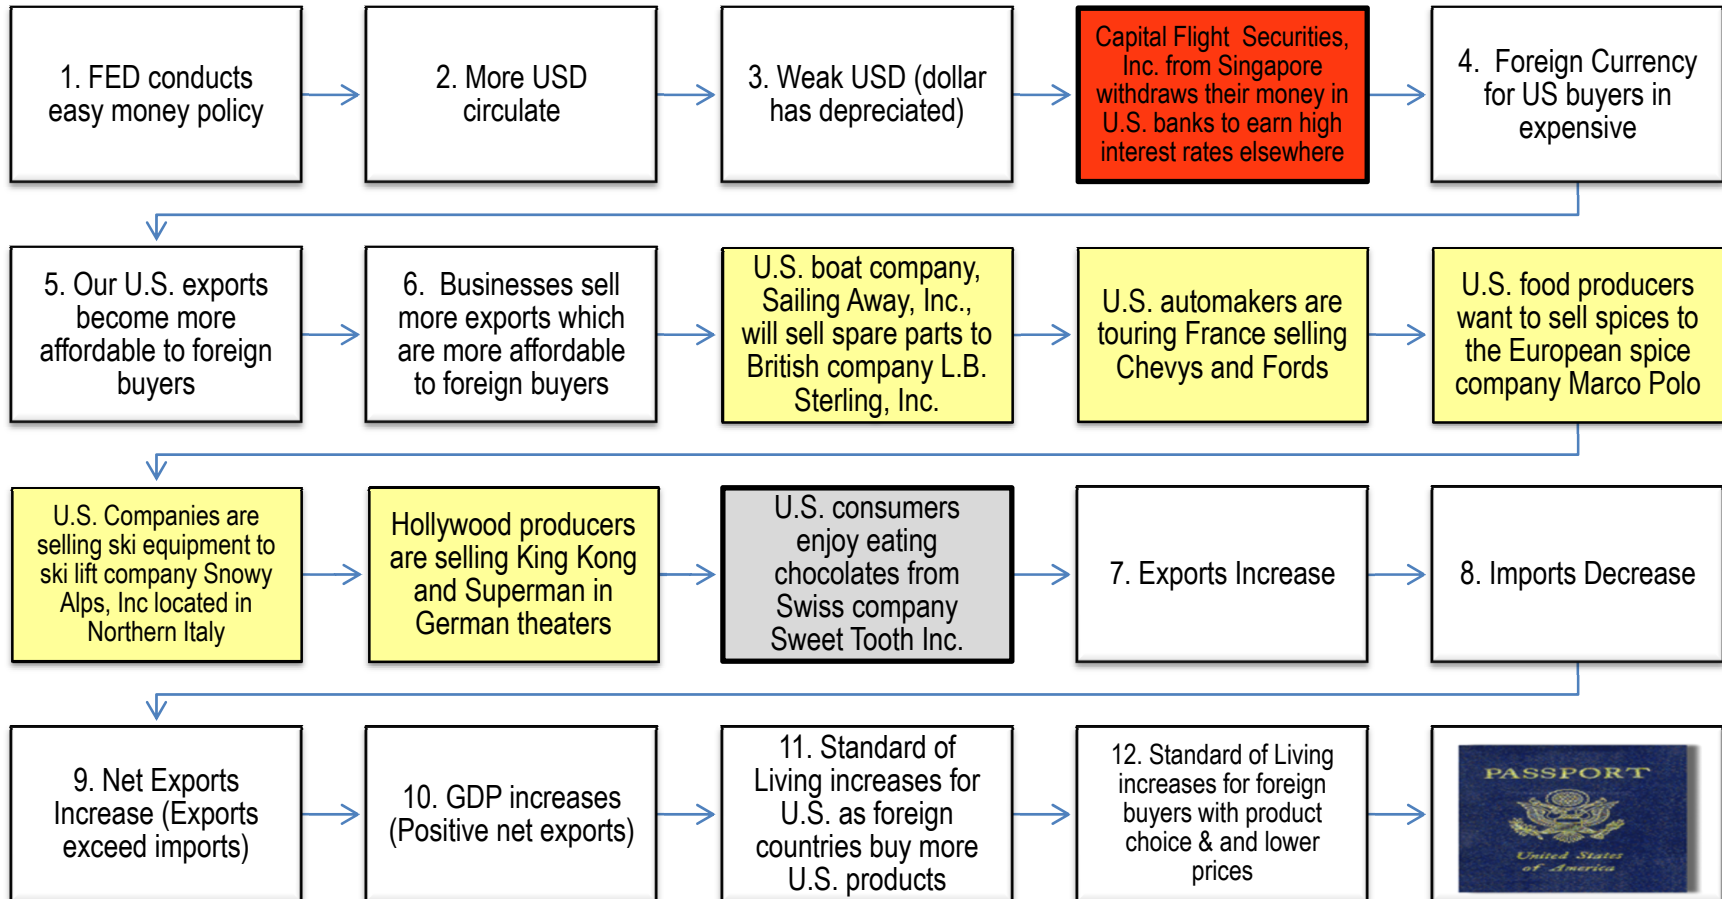 1. FED conducts
easy money policy
2. More USD
circulate
3. Weak USD (dollar
has depreciated)
Capital Flight Securities,
Inc. from Singapore
withdraws their money in
U.S. banks to earn high
interest rates elsewhere
4. Foreign Currency
for US buyers in
expensive
5. Our U.S. exports
become more
affordable to foreign
buyers
6. Businesses sell
more exports which
are more affordable
to foreign buyers
U.S. boat company,
Sailing Away, Inc.,
will sell spare parts to
British company L.B.
Sterling, Inc.
U.S. automakers are
touring France selling
Chevys and Fords
U.S. food producers
want to sell spices to
the European spice
company Marco Polo
U.S. Companies are
selling ski equipment to
ski lift company Snowy
Alps, Inc located in
Northern Italy
Hollywood producers
are selling King Kong
and Superman in
German theaters
U.S. consumers
enjoy eating
chocolates from
Swiss company
Sweet Tooth Inc.
7. Exports Increase
8. Imports Decrease
9. Net Exports
Increase (Exports
exceed imports)
10. GDP increases
(Positive net exports)
11. Standard of
Living increases for
U.S. as foreign
countries buy more
U.S. products
12. Standard of Living
increases for foreign
buyers with product
choice & and lower
prices
PASSPORT
United States
of America